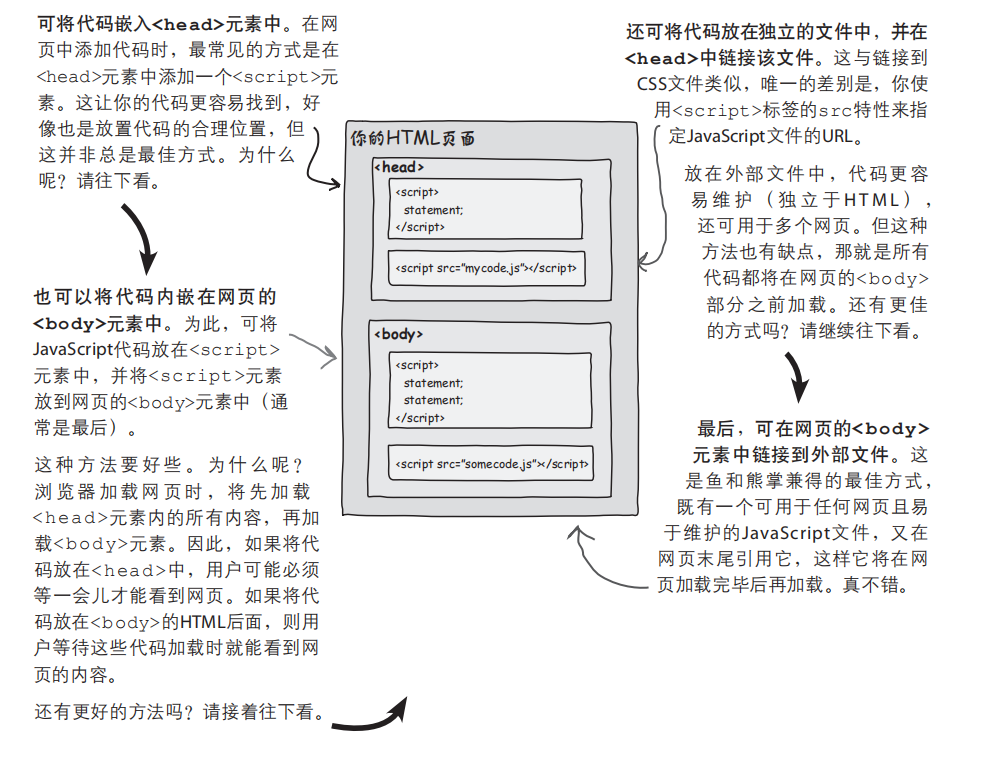 可将代码嵌入<head>元素中。在网
页中添加代码时，最常见的方式是在
<head>元素中添加一个<script>元
素。这让你的代码更容易找到，好
像也是放置代码的合理位置，但
这并非总是最佳方式。为什么
呢？请往下看。
也可以将代码内嵌在网页的
<body>元素中。为此，可将
JavaScript代码放在<script>
元素中，并将<script>元素
放到网页的<body>元素中（通
常是最后）。
这种方法要好些。为什么呢？
浏览器加载网页时，将先加载
<head>元素内的所有内容，再加
载<body>元素。因此，如果将代
码放在<head>中，用户可能必须
等一会儿才能看到网页。如果将代
码放在<body>的HTML后面，则用
户等待这些代码加载时就能看到网
页的内容。
还有更好的方法吗？请接着往下看。
你的HTML页面
<head>
<script>
statement;
</script>
<script src="mycode.js"></script>
<body>
<script>
statement;
statement;
</script>
<script src="somecode.js"></script>
还可将代码放在独立的文件中，并在
<head>中链接该文件。这与链接到
CSS文件类似，唯一的差别是，你使
用<script>标签的src特性来指
定JavaScript文件的URL。
放在外部文件中，代码更容
易维护（独立于HTML），
还可用于多个网页。但这种
方法也有缺点，那就是所有
代码都将在网页的<body>
部分之前加载。还有更佳
的方式吗？请继续往下看。
最后，可在网页的<body>
元素中链接到外部文件。这
是鱼和熊掌兼得的最佳方式，
既有一个可用于任何网页且易
于维护的JavaScript文件，又在
网页末尾引用它，这样它将在网
页加载完毕后再加载。真不错。